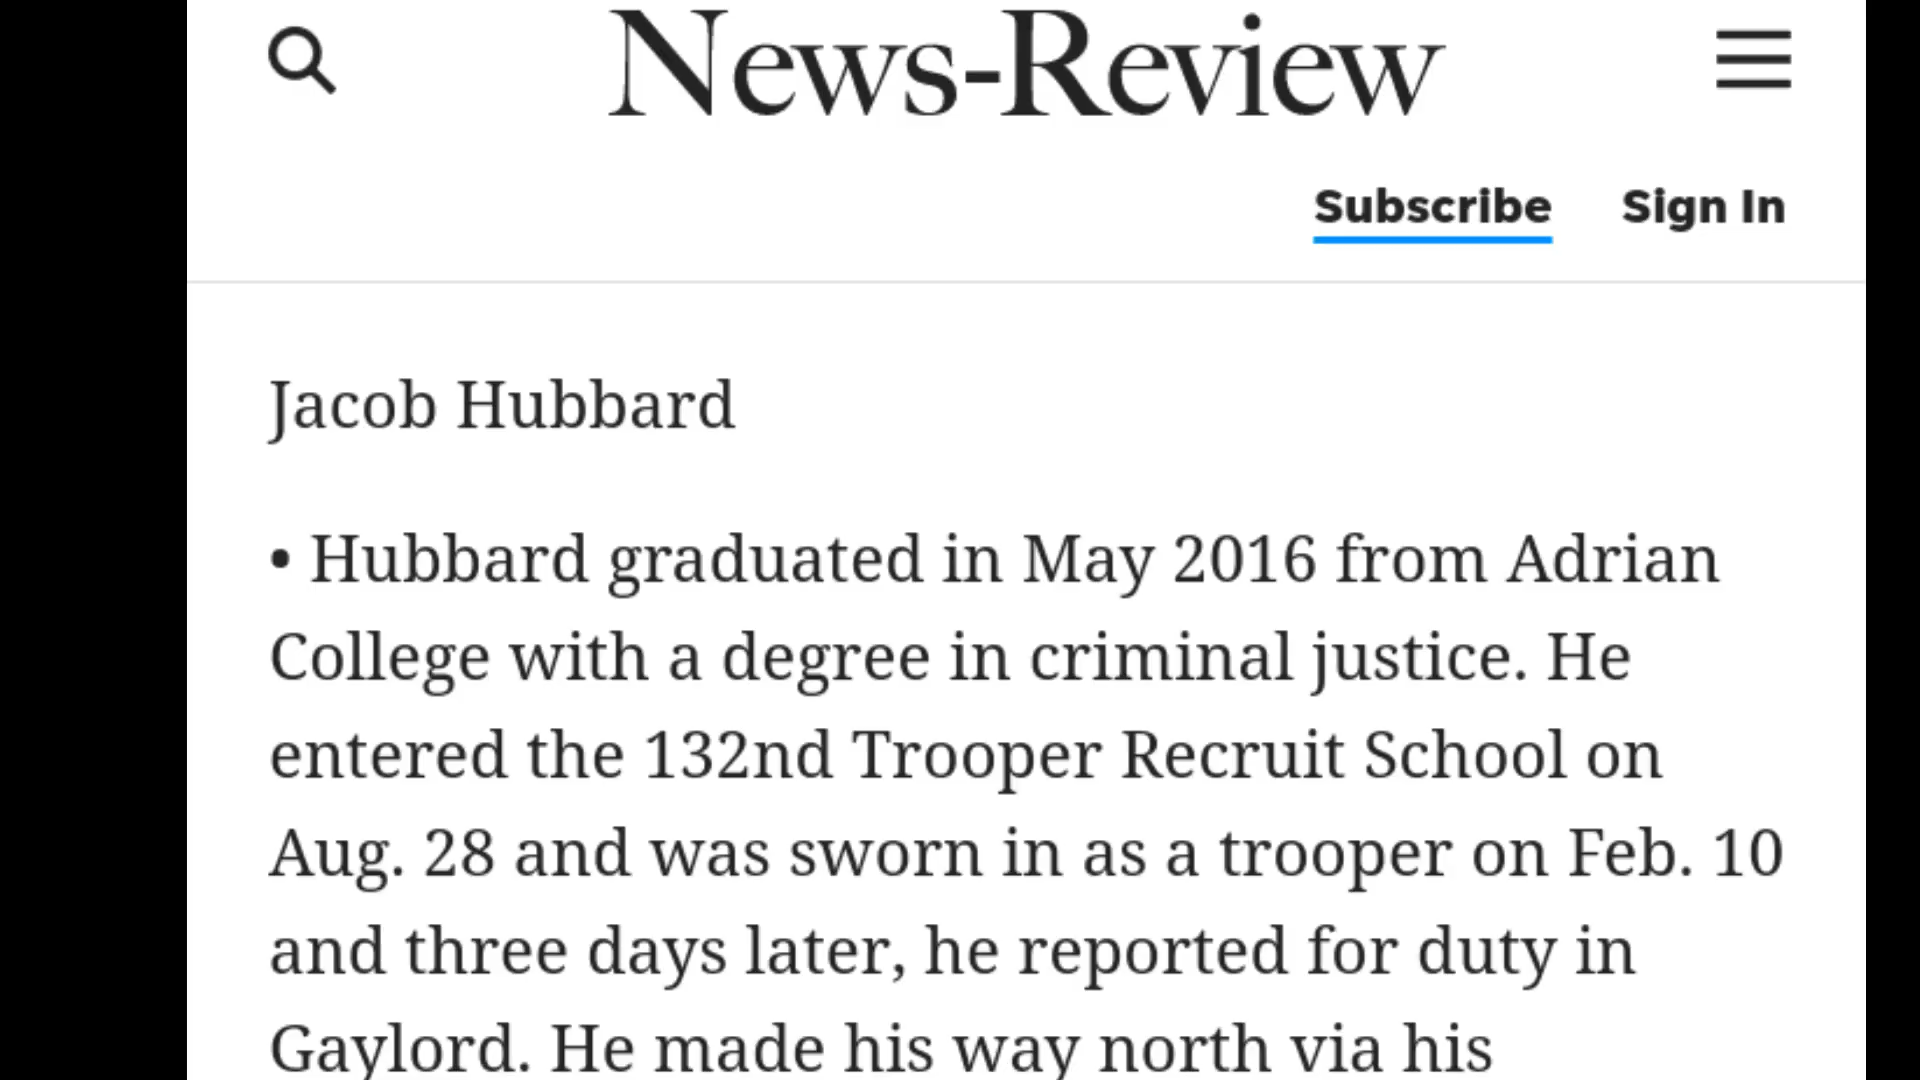 News-Review
Subscribe Sign In
Jacob Hubbard
• Hubbard graduated in May 2016 from Adrian
College with a degree in criminal justice. He
entered the 132nd Trooper Recruit School on
Aug. 28 and was sworn in as a trooper on Feb. 10
and three days later, he reported for duty in
Gaylord. He made his way north via his